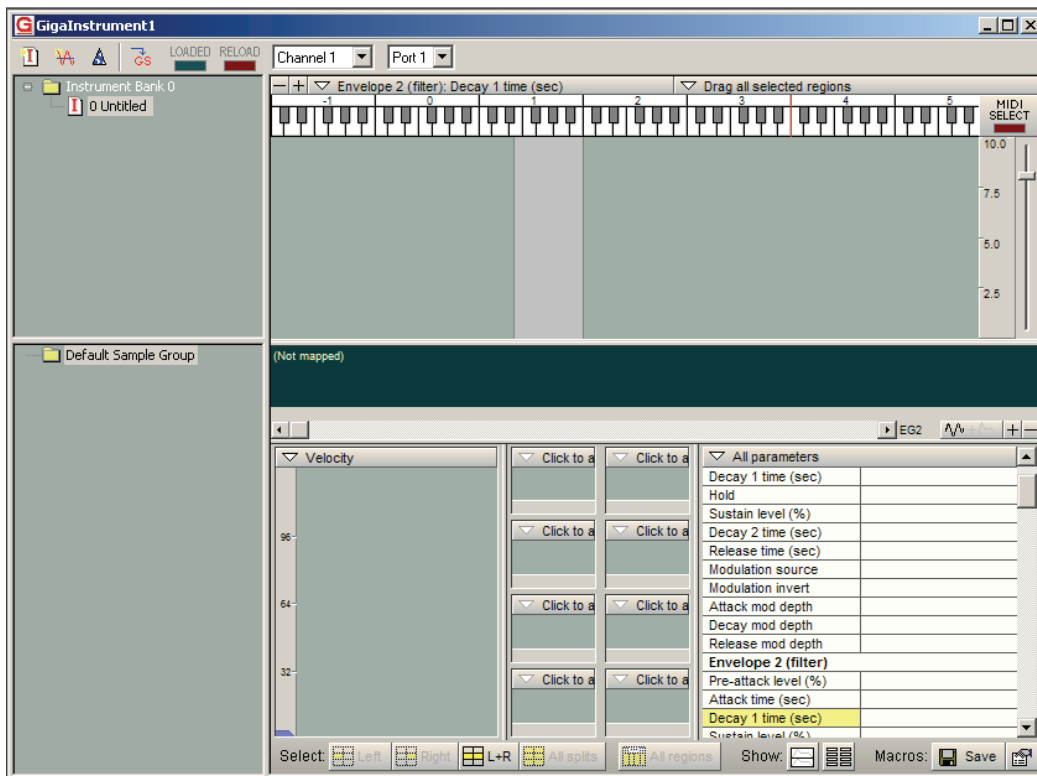 GigaInstrument1
GS
LOADED RELOAD
Channel 1
Port 1
Instrument Bank 0
0 Untitled
Envelope 2 (filter): Decay 1 time (sec)
Drag all selected regions
-1 0 1 2 3 4 5
MIDI
SELECT
10.0
7.5
5.0
2.5
Default Sample Group
(Not mapped)
EG2
Velocity
96
64
32
Click to a Click to a
Click to a Click to a
Click to a Click to a
Click to a Click to a
All parameters
Decay 1 time (sec)
Hold
Sustain level (%)
Decay 2 time (sec)
Release time (sec)
Modulation source
Modulation invert
Attack mod depth
Decay mod depth
Release mod depth
Envelope 2 (filter)
Pre-attack level (%)
Attack time (sec)
Decay 1 time (sec)
Sustain level (%)
Select: Left Right L+R All splits All regions Show: Macros: Save